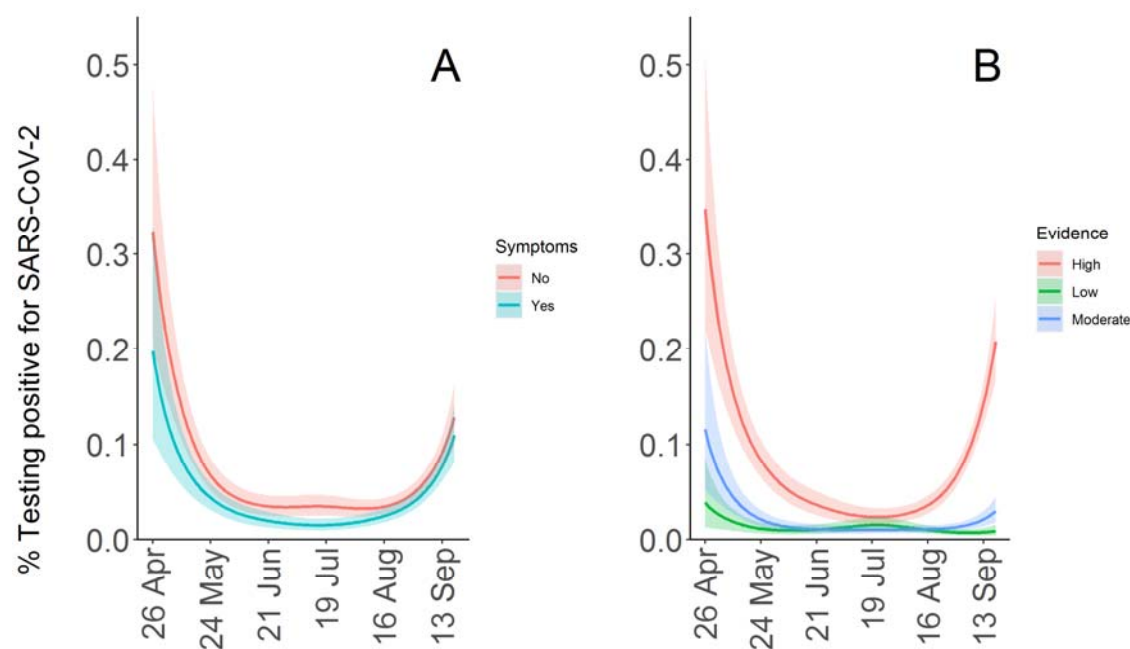 % Testing positive for SARS-CoV-2
A
0.5
0.4
0.3
0.2
0.1
0.0
26 Apr
24 May
21 Jun
19 Jul
16 Aug
13 Sep
Symptoms
No
Yes
B
0.5
0.4
0.3
0.2
0.1
0.0
26 Apr
24 May
21 Jun
19 Jul
16 Aug
13 Sep
Evidence
High
Low
Moderate